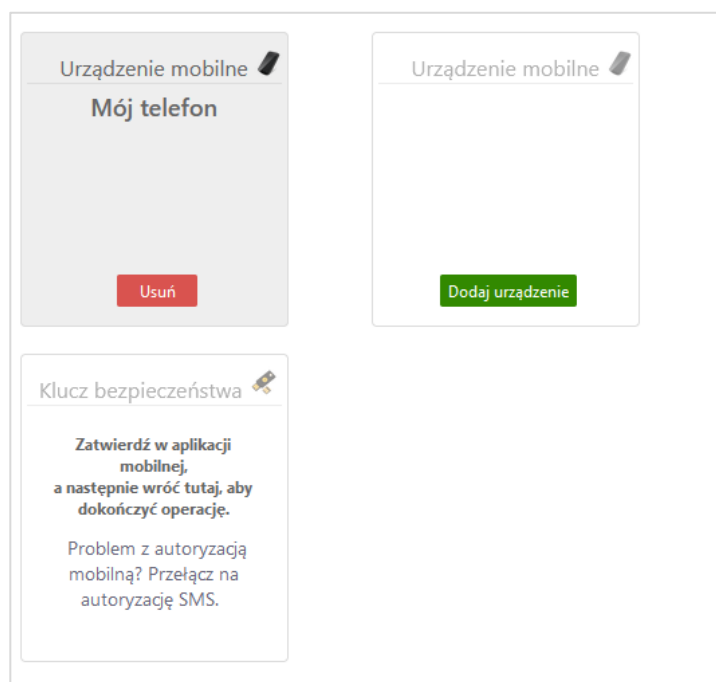 Urządzenie mobilne
Mój telefon
Usuń
Urządzenie mobilne
Dodaj urządzenie
Klucz bezpieczeństwa
Zatwierdź w aplikacji
mobilnej,
a następnie wróć tutaj, aby
dokończyć operację.
Problem z autoryzacją
mobilną? Przełącz na
autoryzację SMS.